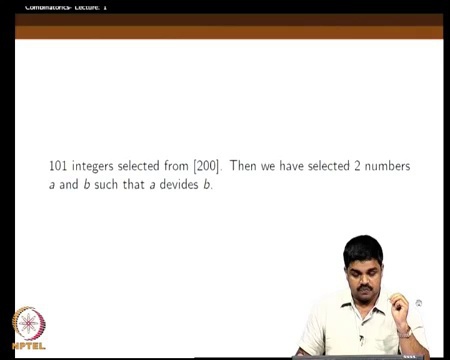 Combinatorics- Lecture: 1
101 integers selected from [200]. Then we have selected 2 numbers
a and b such that a devides b.
NPTEL